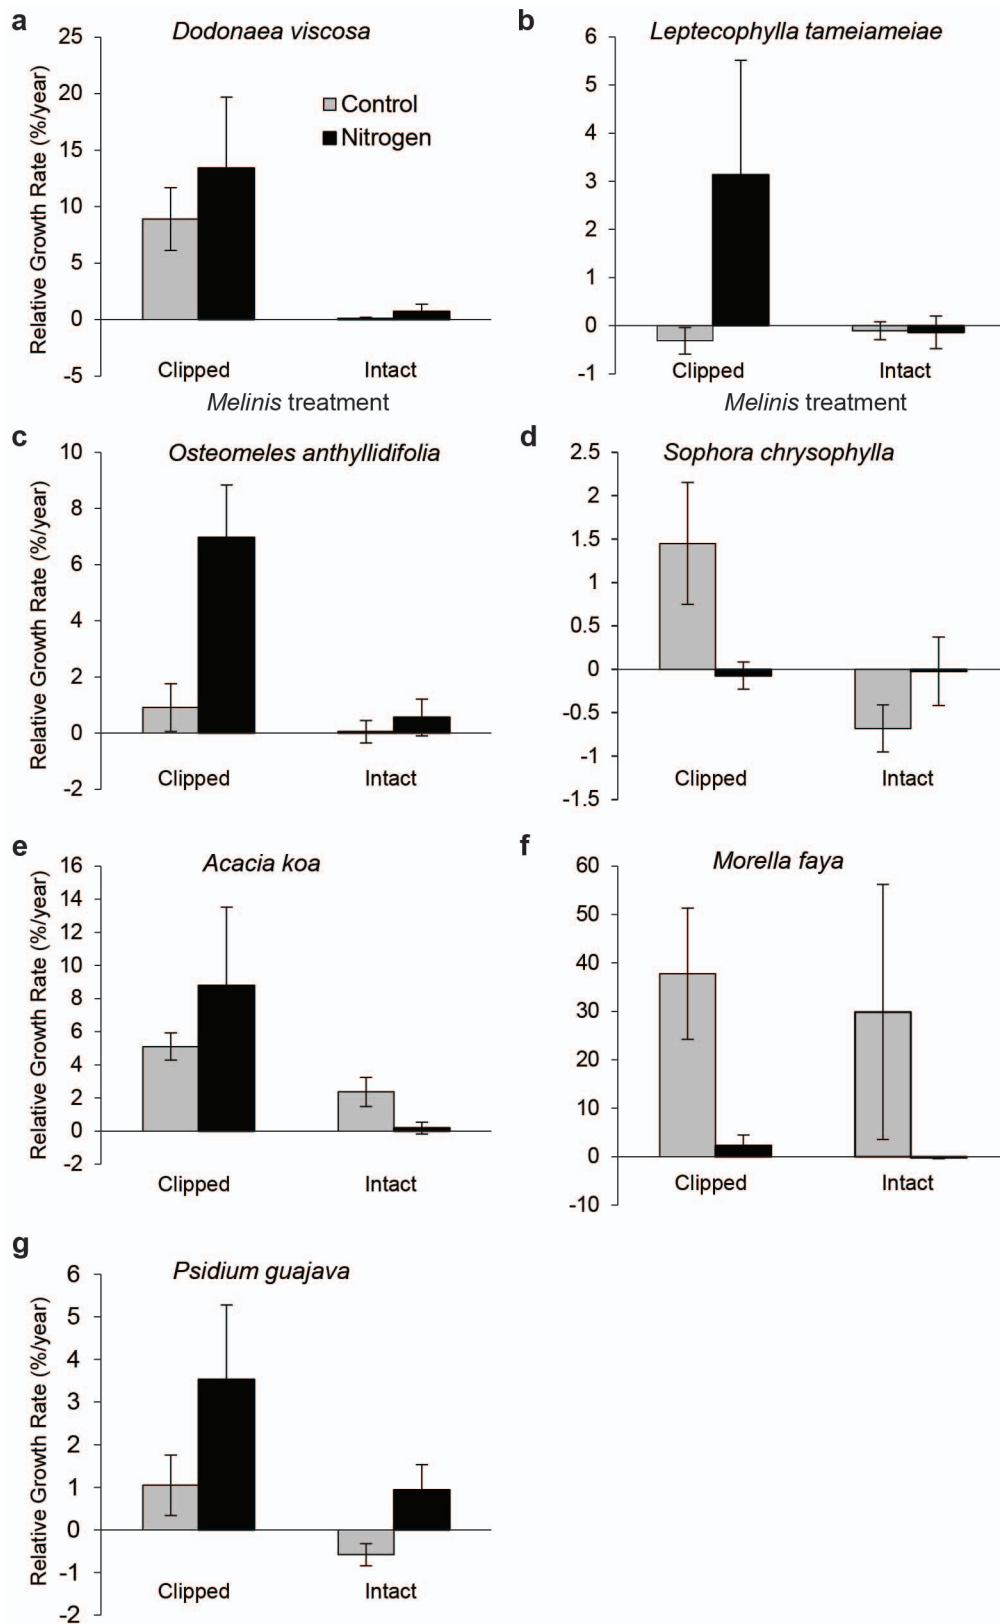 a
Dodonaea viscosa
25
20
15
10
5
0
-5
Relative Growth Rate (%/year)
Control
Nitrogen
Clipped
Intact
Melinis treatment
b
Leptecophylla tameiameiae
6
5
4
3
2
1
0
-1
Clipped
Intact
Melinis treatment
c
Osteomeles anthyllidifolia
10
8
6
4
2
0
-2
Relative Growth Rate (%/year)
Clipped
Intact
d
Sophora chrysophylla
2.5
2
1.5
1
0.5
0
-0.5
-1
-1.5
Clipped
Intact
e
Acacia koa
16
14
12
10
8
6
4
2
0
-2
Relative Growth Rate (%/year)
Clipped
Intact
f
Morella faya
60
50
40
30
20
10
0
-10
Clipped
Intact
g
Psidium guajava
6
5
4
3
2
1
0
-1
-2
Relative Growth Rate (%/year)
Clipped
Intact